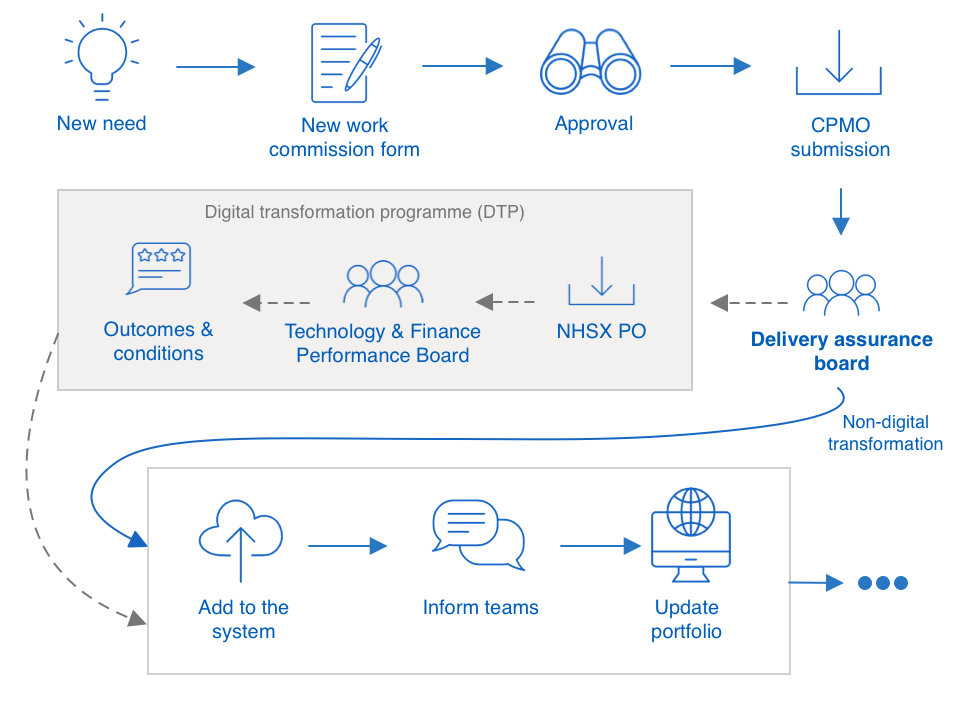 New need
New work
commission form
Approval
CPMO
submission
Digital transformation programme (DTP)
Outcomes &
conditions
Technology & Finance
Performance Board
NHSX PO
Delivery assurance
board
Non-digital
transformation
Add to the
system
Inform teams
Update
portfolio